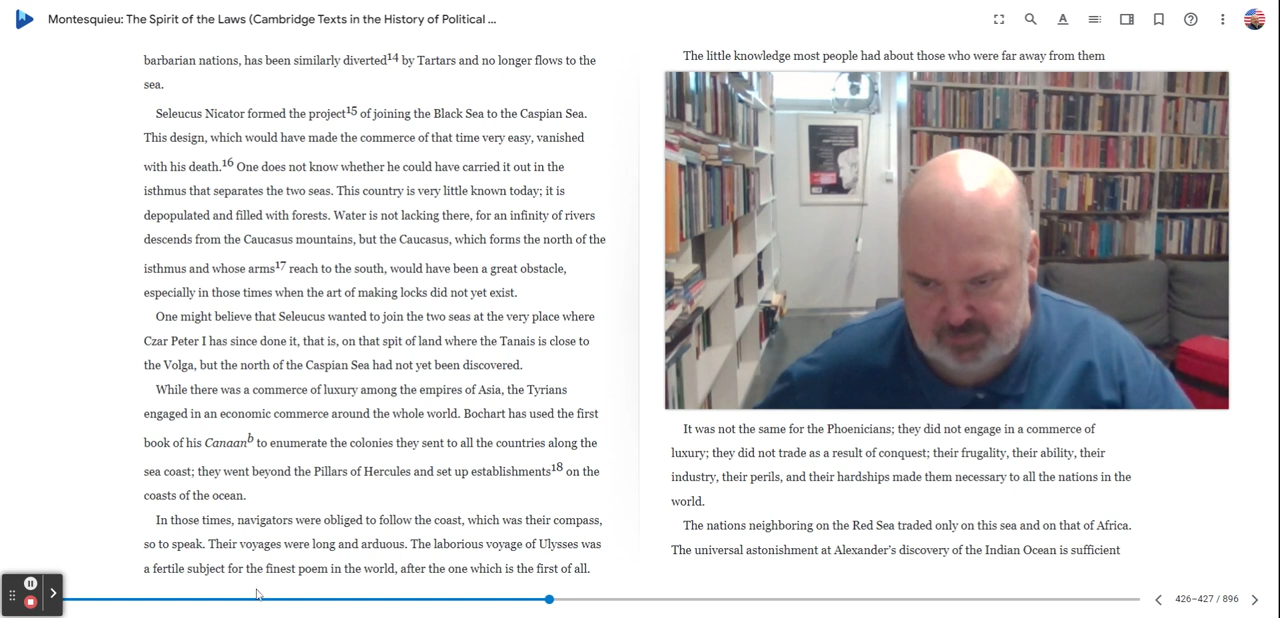 Montesquieu: The Spirit of the Laws (Cambridge Texts in the History of Political ...
barbarian nations, has been similarly diverted14 by Tartars and no longer flows to the
sea.
Seleucus Nicator formed the project15 of joining the Black Sea to the Caspian Sea.
This design, which would have made the commerce of that time very easy, vanished
with his death.16 One does not know whether he could have carried it out in the
isthmus that separates the two seas. This country is very little known today; it is
depopulated and filled with forests. Water is not lacking there, for an infinity of rivers
descends from the Caucasus mountains, but the Caucasus, which forms the north of the
isthmus and whose arms17 reach to the south, would have been a great obstacle,
especially in those times when the art of making locks did not yet exist.
One might believe that Seleucus wanted to join the two seas at the very place where
Czar Peter I has since done it, that is, on that spit of land where the Tanais is close to
the Volga, but the north of the Caspian Sea had not yet been discovered.
While there was a commerce of luxury among the empires of Asia, the Tyrians
engaged in an economic commerce around the whole world. Bochart has used the first
book of his Canaanb to enumerate the colonies they sent to all the countries along the
sea coast; they went beyond the Pillars of Hercules and set up establishments18 on the
coasts of the ocean.
In those times, navigators were obliged to follow the coast, which was their compass,
so to speak. Their voyages were long and arduous. The laborious voyage of Ulysses was
a fertile subject for the finest poem in the world, after the one which is the first of all.
The little knowledge most people had about those who were far away from them
It was not the same for the Phoenicians; they did not engage in a commerce of
luxury; they did not trade as a result of conquest; their frugality, their ability, their
industry, their perils, and their hardships made them necessary to all the nations in the
world.
The nations neighboring on the Red Sea traded only on this sea and on that of Africa.
The universal astonishment at Alexander's discovery of the Indian Ocean is sufficient
426–427 / 896